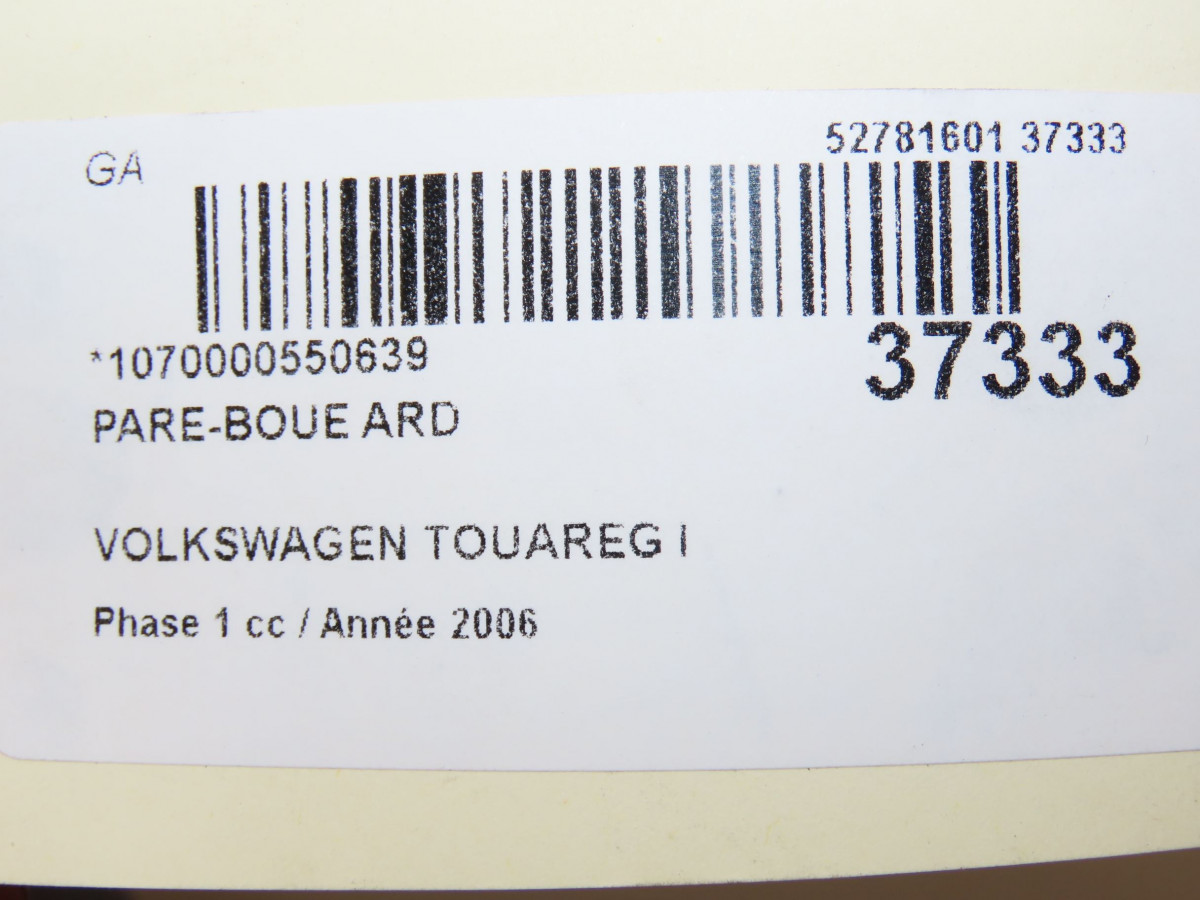 GA
52781601 37333
*1070000550639
37333
PARE-BOUE ARD
VOLKSWAGEN TOUAREG I
Phase 1 cc / Année 2006